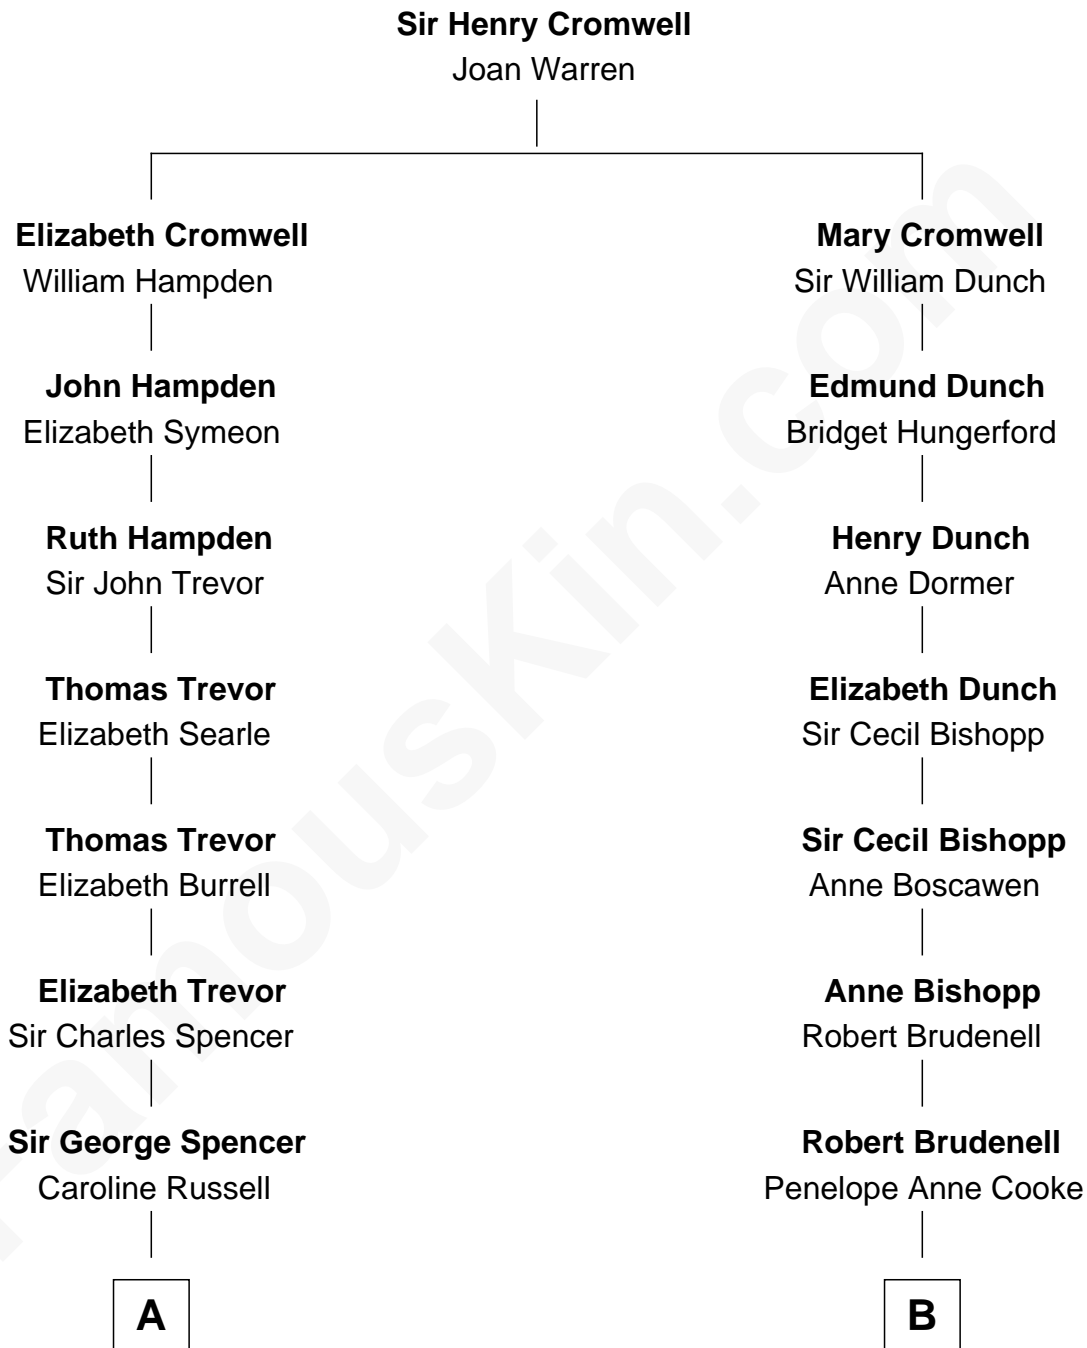 Sir Henry Cromwell
Joan Warren
Elizabeth Cromwell
William Hampden
Mary Cromwell
Sir William Dunch
John Hampden
Elizabeth Symeon
Edmund Dunch
Bridget Hungerford
Ruth Hampden
Sir John Trevor
Henry Dunch
Anne Dormer
Thomas Trevor
Elizabeth Searle
Elizabeth Dunch
Sir Cecil Bishopp
Thomas Trevor
Elizabeth Burrell
Sir Cecil Bishopp
Anne Boscawen
Elizabeth Trevor
Sir Charles Spencer
Anne Bishopp
Robert Brudenell
Sir George Spencer
Caroline Russell
Robert Brudenell
Penelope Anne Cooke
A
B
FamousKin.com